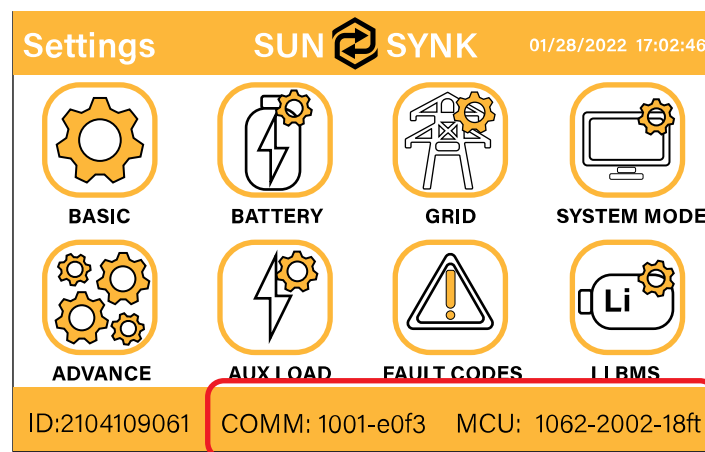 Settings SUN SYNK 01/28/2022 17:02:46
BASIC BATTERY GRID SYSTEM MODE
Li
ADVANCE AUX LOAD FAULT CODES LI BMS
ID:2104109061 COMM: 1001-e0f3 MCU: 1062-2002-18ft